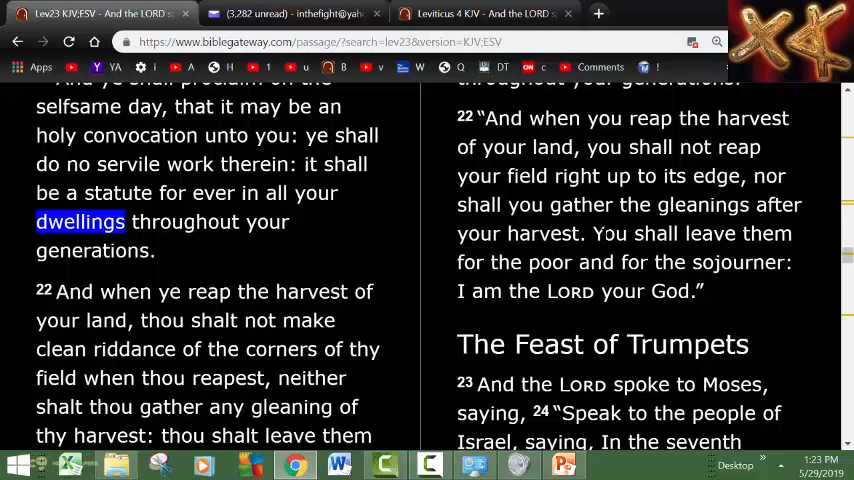 Lev23 KJV;ESV - And the LORD sp
(3,282 unread) - inthefight@yah
Leviticus 4 KJV - And the LORD sp
https://www.biblegateway.com/passage/?search=lev23&version=KJV;ESV
Apps YA A B W Q DT c Comments !
selfsame day, that it may be an
holy convocation unto you: ye shall
do no servile work therein: it shall
be a statute for ever in all your
dwellings throughout your
generations.
22 And when ye reap the harvest of
your land, thou shalt not make
clean riddance of the corners of thy
field when thou reapest, neither
shalt thou gather any gleaning of
thy harvest: thou shalt leave them
throughout your generations.
22 “And when you reap the harvest
of your land, you shall not reap
your field right up to its edge, nor
shall you gather the gleanings after
your harvest. You shall leave them
for the poor and for the sojourner:
I am the LORD your God.”
The Feast of Trumpets
23 And the LORD spoke to Moses,
saying, 24 “Speak to the people of
Israel, saying, In the seventh
Desktop
1:23 PM
5/29/2019